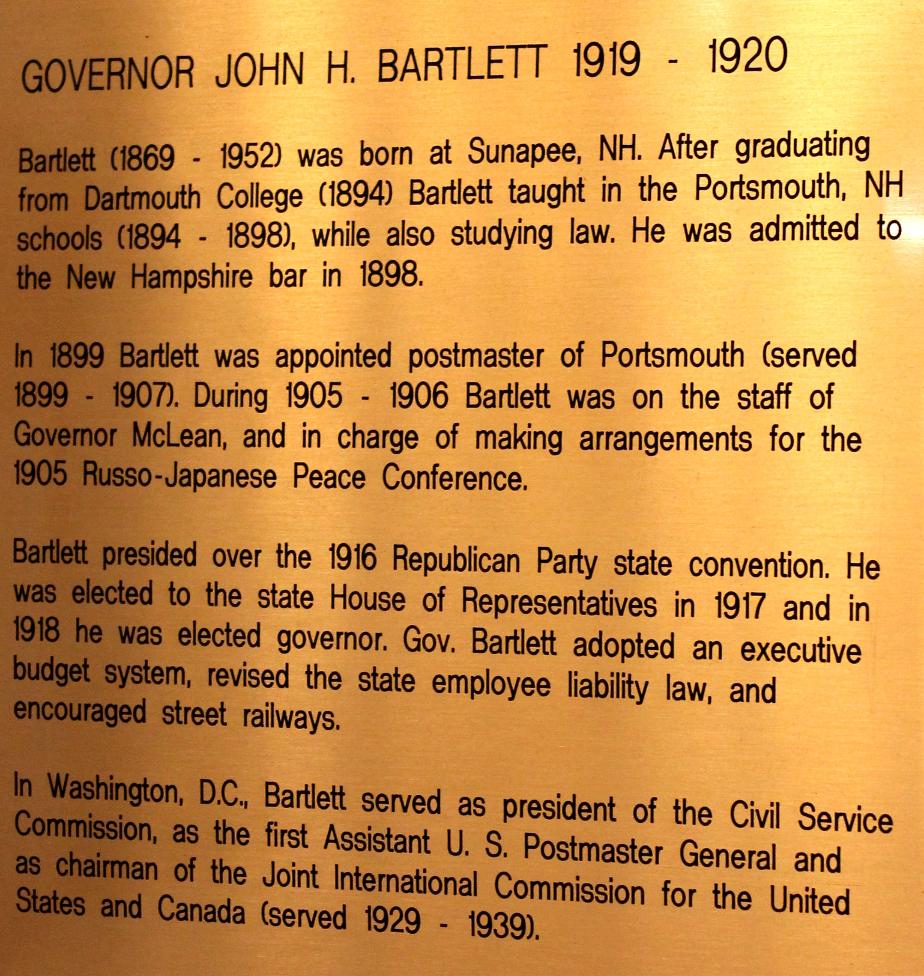 GOVERNOR JOHN H. BARTLETT 1919 - 1920
Bartlett (1869 - 1952) was born at Sunapee, NH. After graduating
from Dartmouth College (1894) Bartlett taught in the Portsmouth, NH
schools (1894 - 1898), while also studying law. He was admitted to
the New Hampshire bar in 1898.
In 1899 Bartlett was appointed postmaster of Portsmouth (served
1899 - 1907). During 1905 - 1906 Bartlett was on the staff of
Governor McLean, and in charge of making arrangements for the
1905 Russo-Japanese Peace Conference.
Bartlett presided over the 1916 Republican Party state convention. He
was elected to the state House of Representatives in 1917 and in
1918 he was elected governor. Gov. Bartlett adopted an executive
budget system, revised the state employee liability law, and
encouraged street railways.
In Washington, D.C., Bartlett served as president of the Civil Service
Commission, as the first Assistant U. S. Postmaster General and
as chairman of the Joint International Commission for the United
States and Canada (served 1929 - 1939).